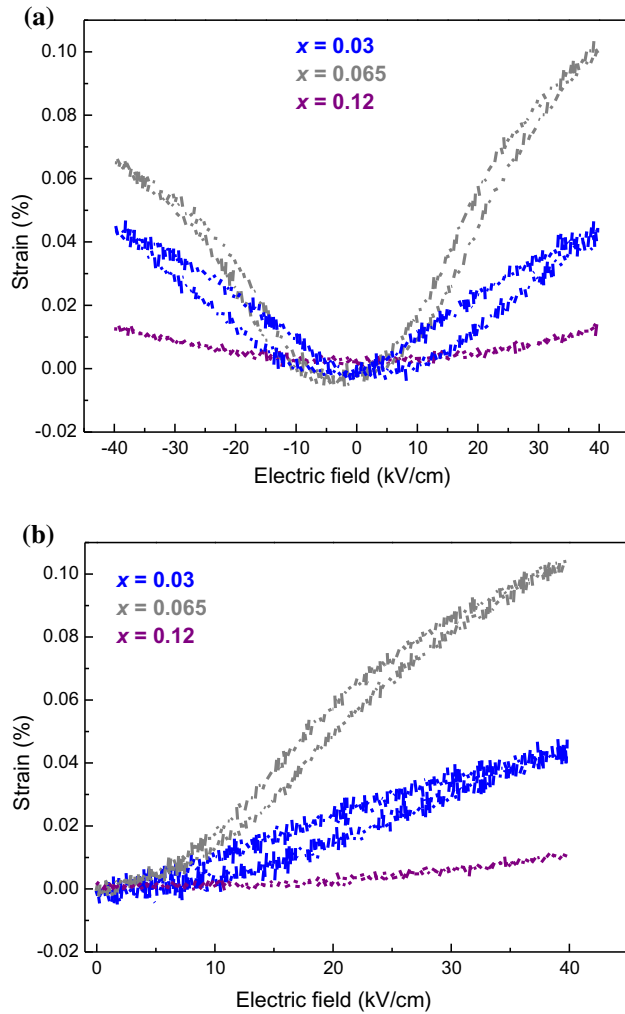 (a)
x = 0.03
x = 0.065
x = 0.12
0.10
0.08
0.06
0.04
0.02
0.00
-0.02
Strain (%)
-40 -30 -20 -10 0 10 20 30 40
Electric field (kV/cm)
(b)
x = 0.03
x = 0.065
x = 0.12
0.10
0.08
0.06
0.04
0.02
0.00
-0.02
Strain (%)
0 10 20 30 40
Electric field (kV/cm)